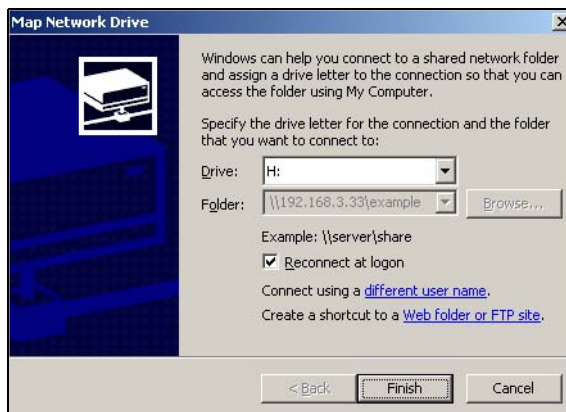 Map Network Drive
Windows can help you connect to a shared network folder
and assign a drive letter to the connection so that you can
access the folder using My Computer.
Specify the drive letter for the connection and the folder
that you want to connect to:
Drive: H:
Folder: \\192.168.3.33\example Browse...
Example: \\server\share
Reconnect at logon
Connect using a different user name.
Create a shortcut to a Web folder or FTP site.
< Back Finish Cancel